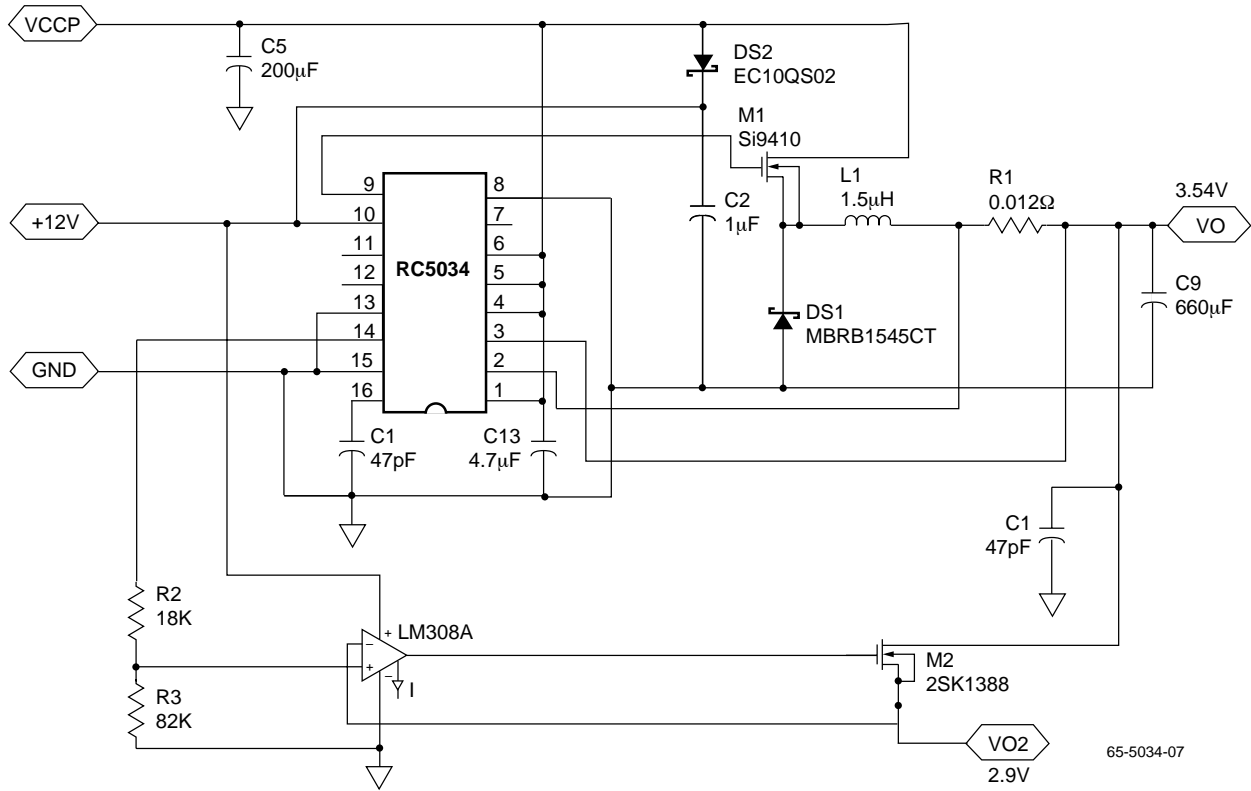 VCCP
C5
200µF
DS2
EC10QS02
M1
Si9410
L1
1.5µH
R1
0.012Ω
3.54V
VO
+12V
9
10
11
12
13
14
15
16
RC5034
8
7
6
5
4
3
2
1
C2
1µF
DS1
MBRB1545CT
C9
660µF
GND
C1
47pF
C13
4.7µF
C1
47pF
R2
18K
R3
82K
LM308A
+
−
+
−
I
M2
2SK1388
VO2
2.9V
65-5034-07